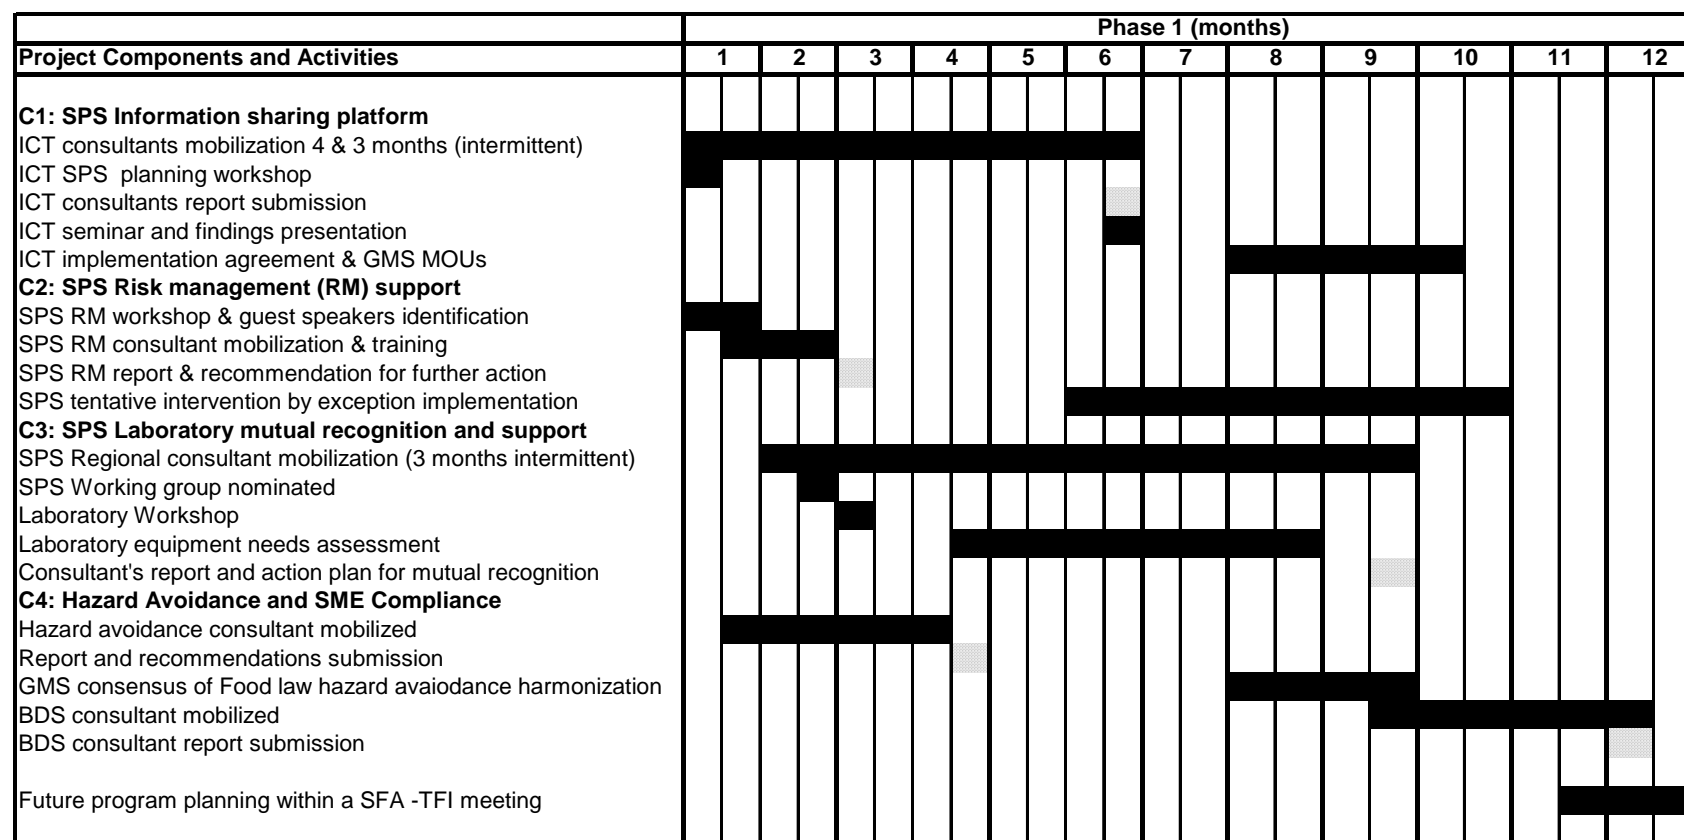 Phase 1 (months)
Project Components and Activities 1 2 3 4 5 6 7 8 9 10 11 12
C1: SPS Information sharing platform
ICT consultants mobilization 4 & 3 months (intermittent)
ICT SPS planning workshop
ICT consultants report submission
ICT seminar and findings presentation
ICT implementation agreement & GMS MOUs
C2: SPS Risk management (RM) support
SPS RM workshop & guest speakers identification
SPS RM consultant mobilization & training
SPS RM report & recommendation for further action
SPS tentative intervention by exception implementation
C3: SPS Laboratory mutual recognition and support
SPS Regional consultant mobilization (3 months intermittent)
SPS Working group nominated
Laboratory Workshop
Laboratory equipment needs assessment
Consultant's report and action plan for mutual recognition
C4: Hazard Avoidance and SME Compliance
Hazard avoidance consultant mobilized
Report and recommendations submission
GMS consensus of Food law hazard avaiodance harmonization
BDS consultant mobilized
BDS consultant report submission
Future program planning within a SFA -TFI meeting